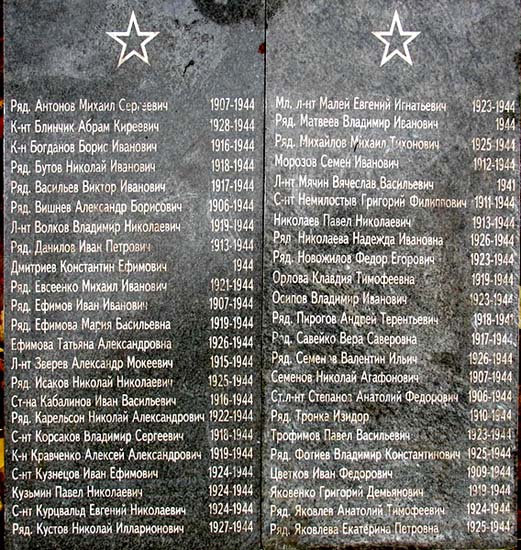 Ряд. Антонов Михаил Сергеевич 1907-1944
К-нт Блинчик Абрам Киреевич 1928-1944
К-н Богданов Борис Иванович 1916-1944
Ряд. Бутов Николай Иванович 1918-1944
Ряд. Васильев Виктор Иванович 1917-1944
Ряд. Вишнев Александр Борисович 1906-1944
Л-нт Волков Владимир Николаевич 1919-1944
Ряд. Данилов Иван Петрович 1913-1944
Дмитриев Константин Ефимович 1944
Ряд. Евсеенко Михаил Иванович 1921-1944
Ряд. Ефимов Иван Иванович 1907-1944
Ряд. Ефимова Мария Васильевна 1919-1944
Ефимова Татьяна Александровна 1926-1944
Л-нт Зверев Александр Мокеевич 1915-1944
Ряд. Исаков Николай Николаевич 1925-1944
Ст-на Кабалинов Иван Васильевич 1916-1944
Ряд. Карельсон Николай Александрович 1922-1944
С-нт Корсаков Владимир Сергеевич 1918-1944
К-н Кравченко Алексей Александрович 1919-1944
С-нт Кузнецов Иван Ефимович 1924-1944
Кузьмин Павел Николаевич 1924-1944
С-нт Курцвальд Евгений Николаевич 1924-1944
Ряд. Кустов Николай Илларионович 1927-1944
Мл. л-нт Малей Евгений Игнатьевич 1923-1944
Ряд. Матвеев Владимир Иванович 1944
Ряд. Михайлов Михаил Тихонович 1925-1944
Морозов Семен Иванович 1912-1944
Л-нт Мячин Вячеслав Васильевич 1941
С-нт Немилостыв Григорий Филиппович 1911-1944
Николаев Павел Николаевич 1913-1944
Ряд. Николаева Надежда Ивановна 1926-1944
Ряд. Новожилов Федор Егорович 1923-1944
Орлова Клавдия Тимофеевна 1919-1944
Осипов Владимир Иванович 1923-1944
Ряд. Пирогов Андрей Терентьевич 1918-1941
Ряд. Савейко Вера Саверовна 1917-1944
Ряд. Семенов Валентин Ильич 1926-1944
Семенов Николай Агафонович 1907-1944
Ст.л-нт Степанов Анатолий Федорович 1906-1944
Ряд. Тронка Изидор 1910-1944
Трофимов Павел Васильевич 1923-1944
Ряд. Фогиев Владимир Константинович 1925-1944
Цветков Иван Федорович 1909-1944
Яковенко Григорий Демьянович 1919-1944
Ряд. Яковлев Анатолий Тимофеевич 1924-1944
Ряд. Яковлева Екатерина Петровна 1925-1944